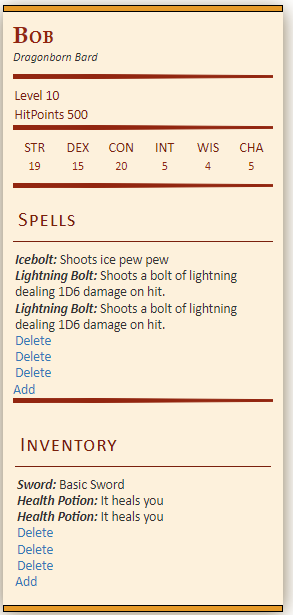 Bob
Dragonborn Bard
Level 10
HitPoints 500
STR DEX CON INT WIS CHA
19 15 20 5 4 5
Spells
Icebolt: Shoots ice pew pew
Lightning Bolt: Shoots a bolt of lightning
dealing 1D6 damage on hit.
Lightning Bolt: Shoots a bolt of lightning
dealing 1D6 damage on hit.
Delete
Delete
Delete
Add
Inventory
Sword: Basic Sword
Health Potion: It heals you
Health Potion: It heals you
Delete
Delete
Delete
Add